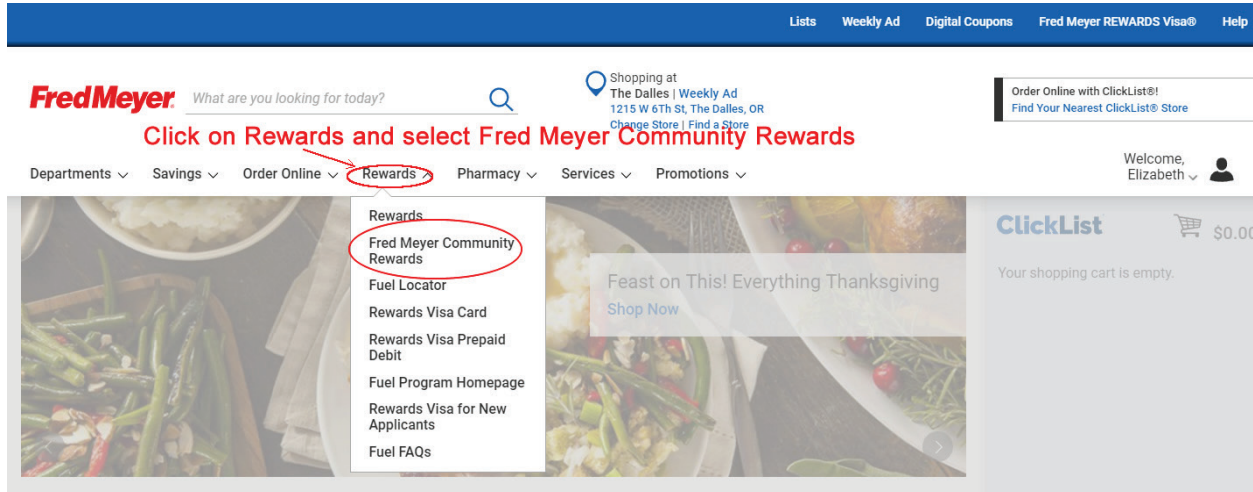 Lists Weekly Ad Digital Coupons Fred Meyer REWARDS Visa® Help
Fred Meyer.
What are you looking for today?
Shopping at
The Dalles | Weekly Ad
1215 W 6Th St, The Dalles, OR
Change Store | Find a Store
Order Online with ClickList®!
Find Your Nearest ClickList® Store
Click on Rewards and select Fred Meyer Community Rewards
Departments Savings Order Online Rewards Pharmacy Services Promotions
Welcome,
Elizabeth
Rewards
Fred Meyer Community
Rewards
Fuel Locator
Rewards Visa Card
Rewards Visa Prepaid
Debit
Fuel Program Homepage
Rewards Visa for New
Applicants
Fuel FAQs
Feast on This! Everything Thanksgiving
Shop Now
ClickList
$0.00
Your shopping cart is empty.